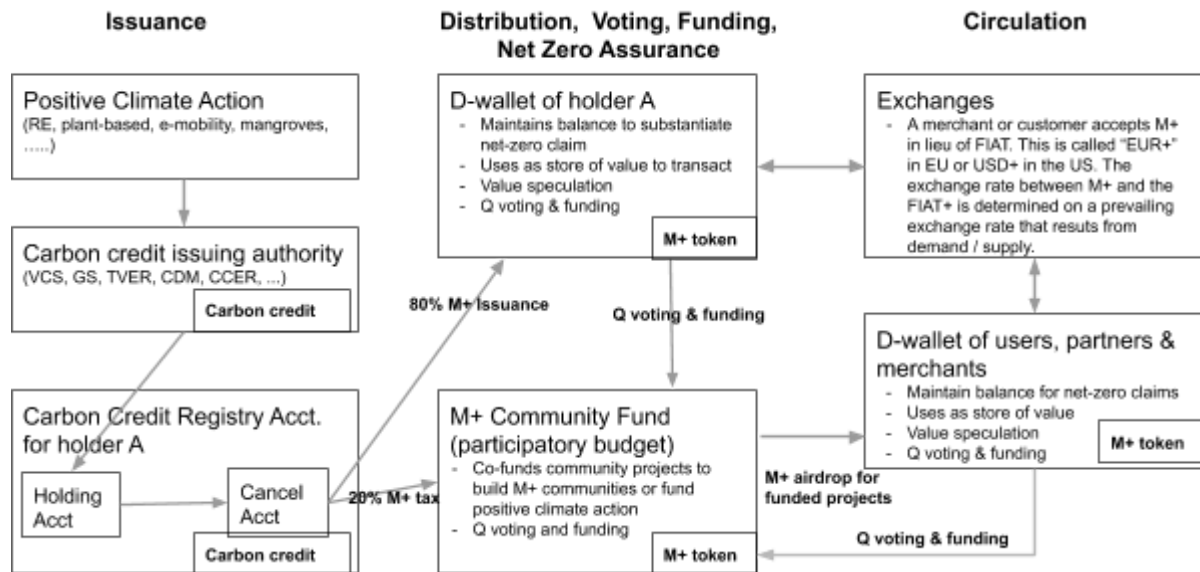 Issuance
Distribution, Voting, Funding,
Net Zero Assurance
Circulation
Positive Climate Action
(RE, plant-based, e-mobility, mangroves,
…..)
Carbon credit issuing authority
(VCS, GS, TVER, CDM, CCER, ...)
Carbon credit
Carbon Credit Registry Acct.
for holder A
Holding
Acct
Cancel
Acct
Carbon credit
80% M+ Issuance
20% M+ tax
D-wallet of holder A
- Maintains balance to substantiate
net-zero claim
- Uses as store of value to transact
- Value speculation
- Q voting & funding
M+ token
Q voting & funding
M+ Community Fund
(participatory budget)
- Co-funds community projects to
build M+ communities or fund
positive climate action
- Q voting and funding
M+ token
M+ airdrop for
funded projects
Exchanges
- A merchant or customer accepts M+
in lieu of FIAT. This is called “EUR+”
in EU or USD+ in the US. The
exchange rate between M+ and the
FIAT+ is determined on a prevailing
exchange rate that resuts from
demand / supply.
D-wallet of users, partners &
merchants
- Maintain balance for net-zero claims
- Uses as store of value
- Value speculation
- Q voting & funding
M+ token
Q voting & funding